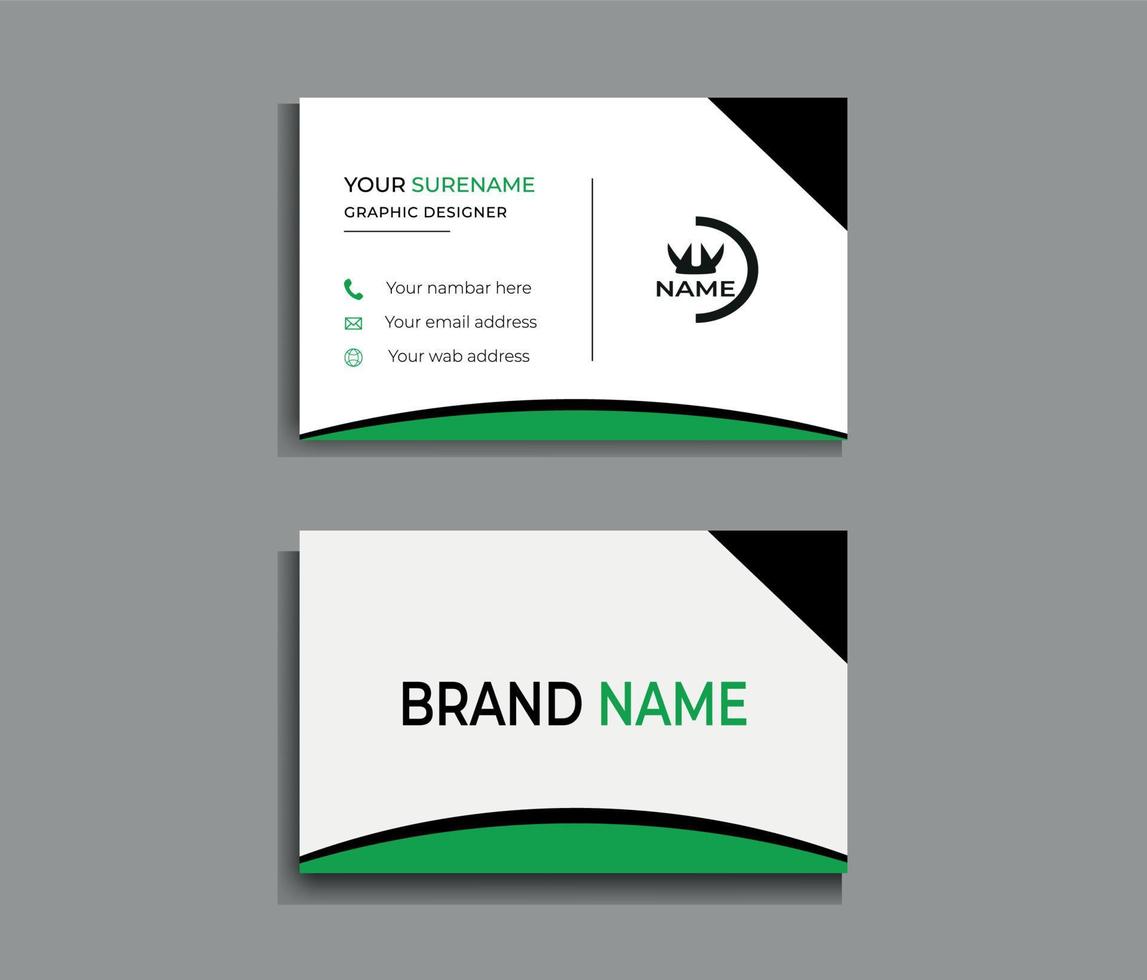 YOUR SURENAME
GRAPHIC DESIGNER
Your nambar here
Your email address
Your wab address
NAME
BRAND NAME